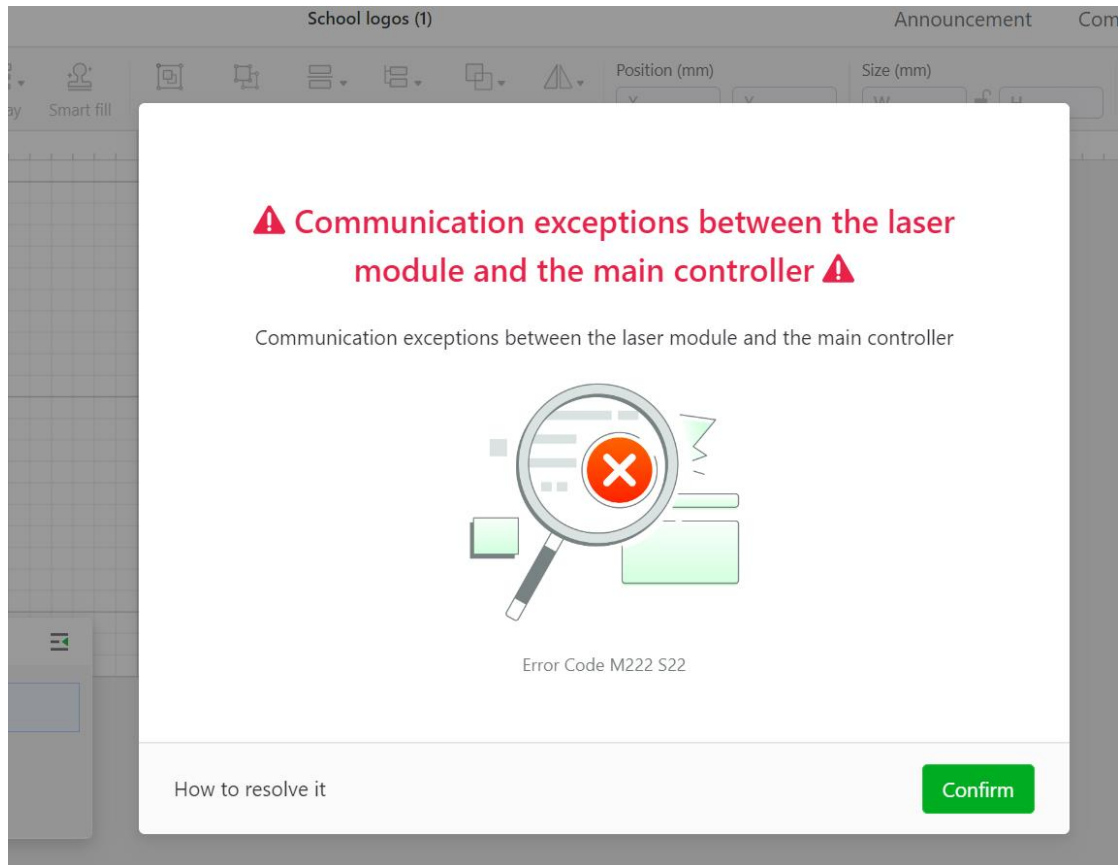 School logos (1)
Announcement
Smart fill
Position (mm)
Size (mm)
Communication exceptions between the laser
module and the main controller
Communication exceptions between the laser module and the main controller
Error Code M222 S22
How to resolve it
Confirm